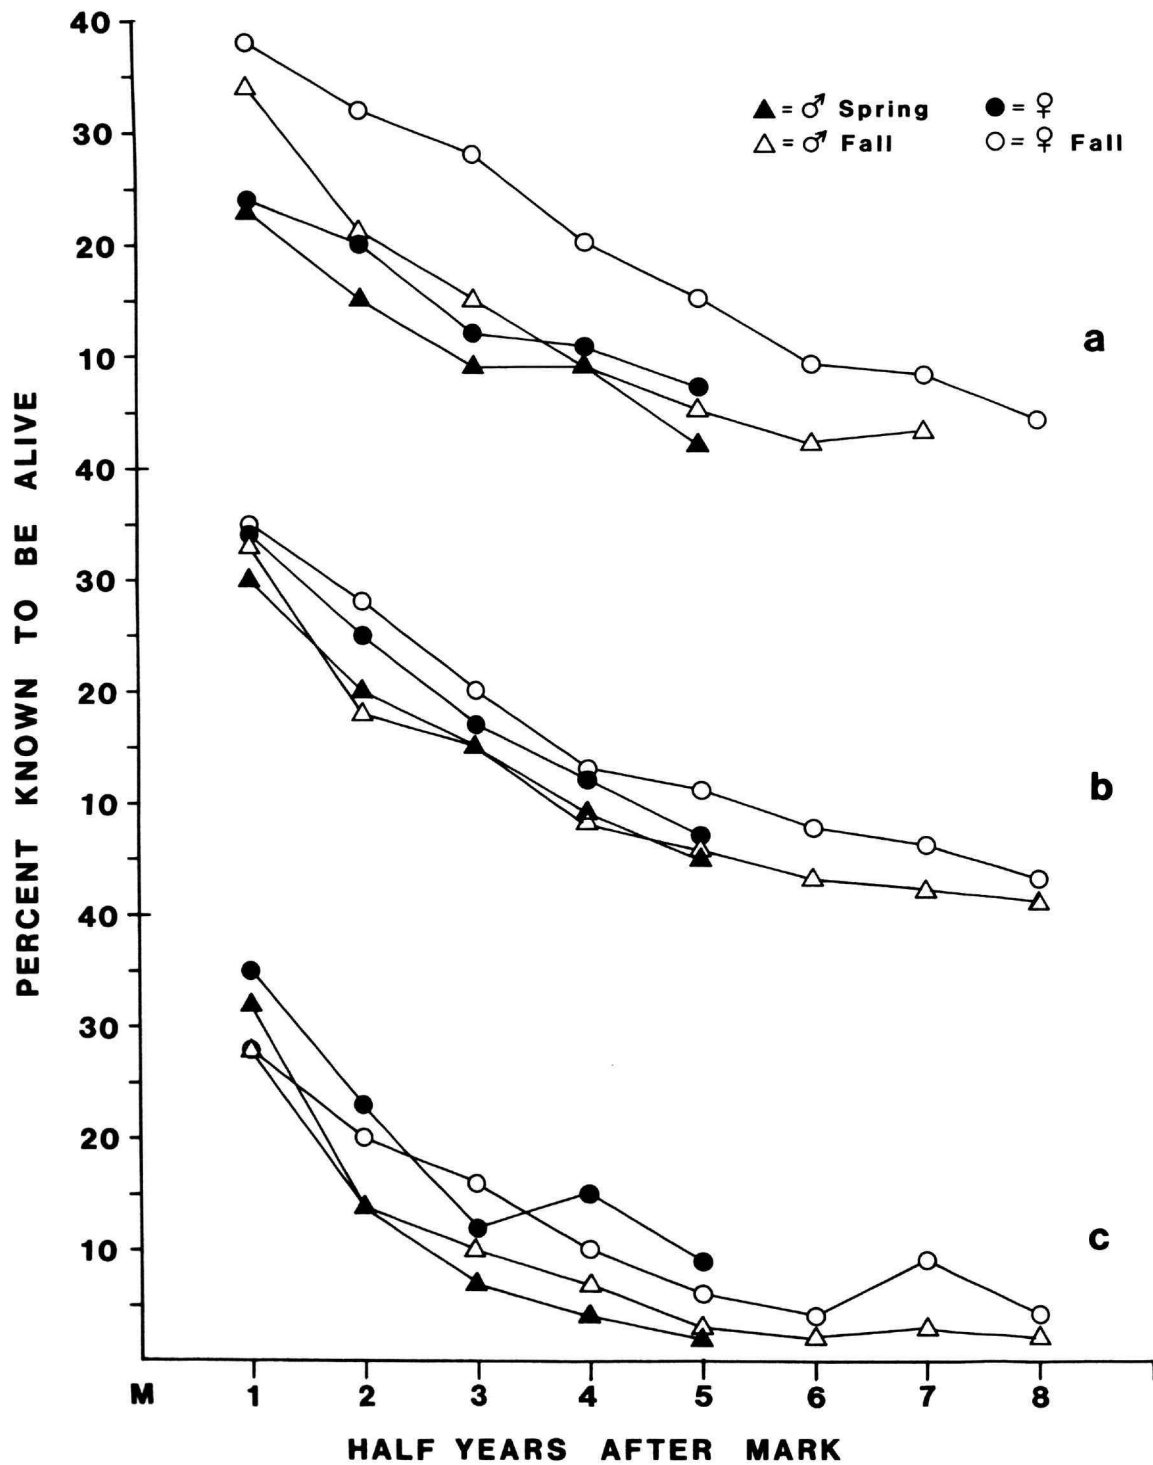 40
30
20
10
▲=♂ Spring ●=♀
△=♂ Fall ○=♀ Fall
a
PERCENT KNOWN TO BE ALIVE
40
30
20
10
b
40
30
20
10
c
M 1 2 3 4 5 6 7 8
HALF YEARS AFTER MARK